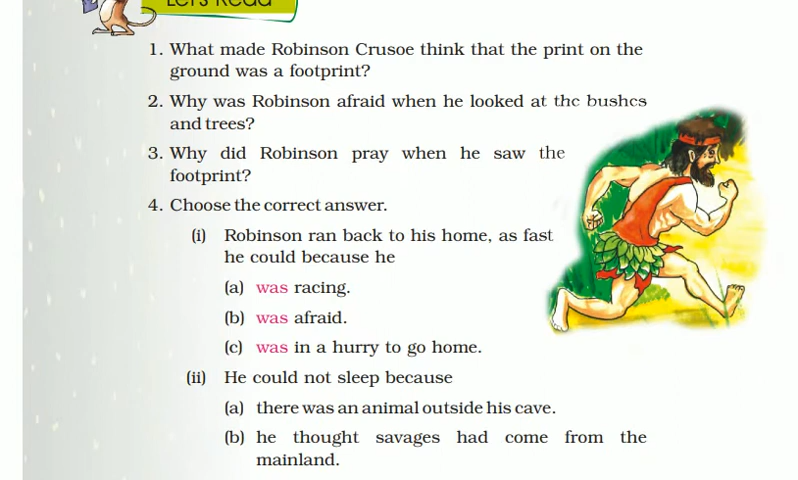 Let's Read
1. What made Robinson Crusoe think that the print on the
ground was a footprint?
2. Why was Robinson afraid when he looked at the bushes
and trees?
3. Why did Robinson pray when he saw the
footprint?
4. Choose the correct answer.
(i) Robinson ran back to his home, as fast
he could because he
(a) was racing.
(b) was afraid.
(c) was in a hurry to go home.
(ii) He could not sleep because
(a) there was an animal outside his cave.
(b) he thought savages had come from the
mainland.